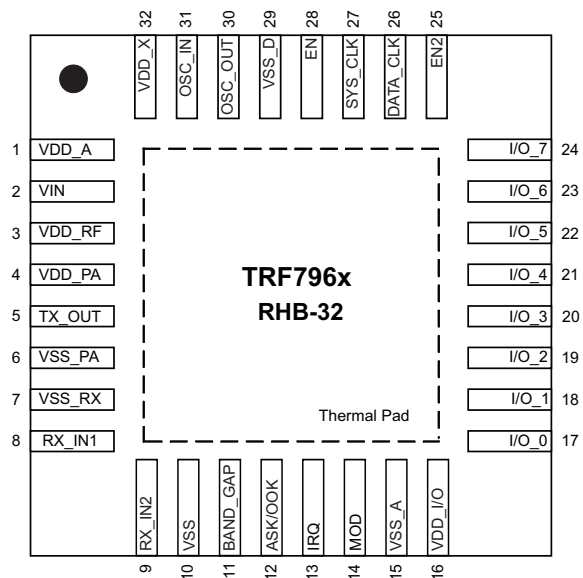 32 31 30 29 28 27 26 25
VDD_X OSC_IN OSC_OUT VSS_D EN SYS_CLK DATA_CLK EN2
1 VDD_A I/O_7 24
2 VIN I/O_6 23
3 VDD_RF I/O_5 22
4 VDD_PA I/O_4 21
5 TX_OUT I/O_3 20
6 VSS_PA I/O_2 19
7 VSS_RX I/O_1 18
8 RX_IN1 I/O_0 17
TRF796x
RHB-32
Thermal Pad
RX_IN2 VSS BAND_GAP ASK/OOK IRQ MOD VSS_A VDD_I/O
9 10 11 12 13 14 15 16